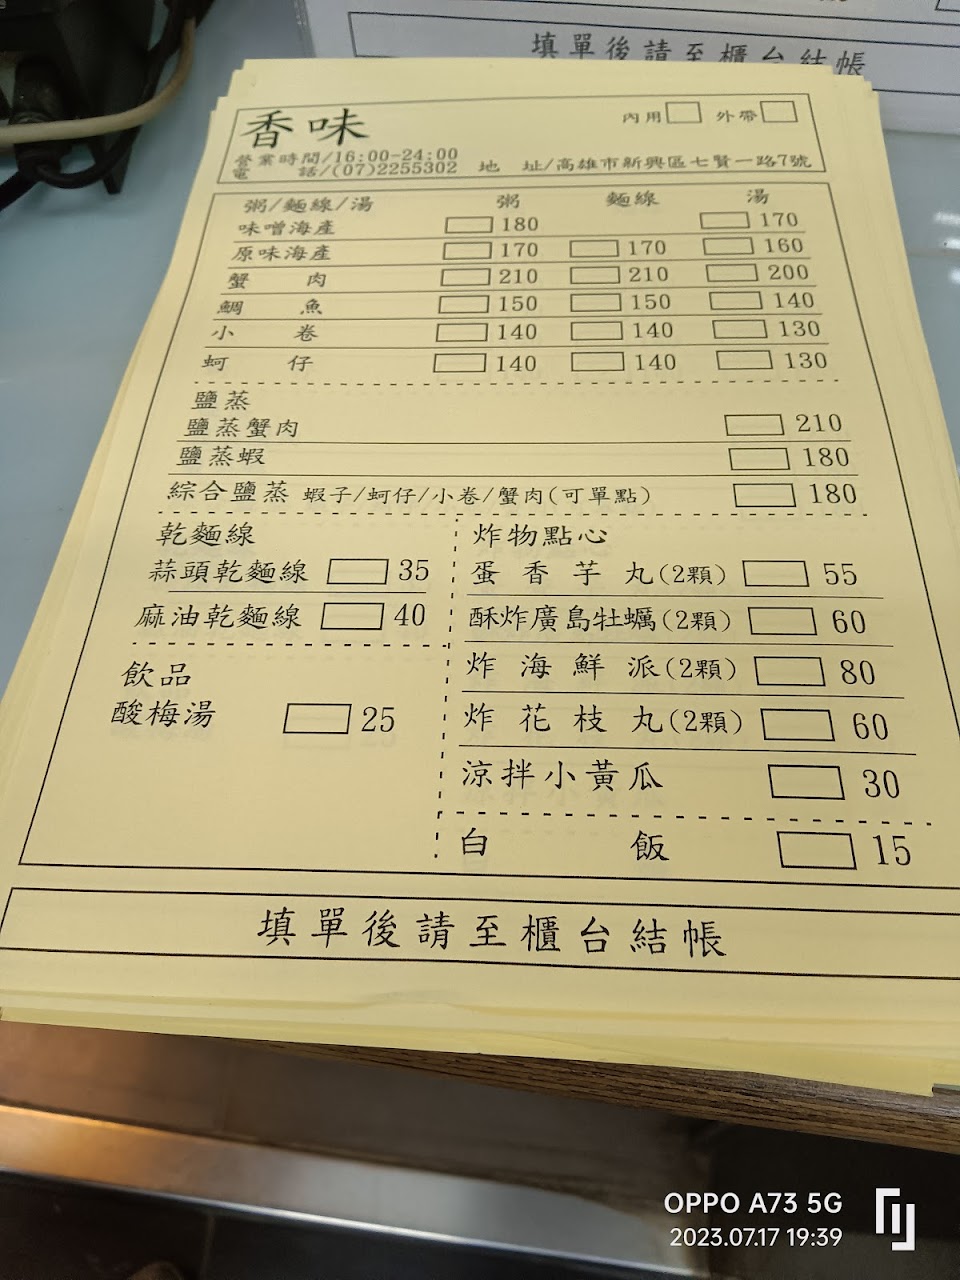 填單後請至櫃台結帳
香味 內用 外帶
營業時間/16:00-24:00
電 話/(07)2255302 地 址/高雄市新興區七賢一路7號
粥/麵線/湯 粥 麵線 湯
味噌海產 180 170
原味海產 170 170 160
蟹 肉 210 210 200
鯛 魚 150 150 140
小 卷 140 140 130
蚵 仔 140 140 130
鹽蒸
鹽蒸蟹肉 210
鹽蒸蝦 180
綜合鹽蒸 蝦子/蚵仔/小卷/蟹肉(可單點) 180
乾麵線
蒜頭乾麵線 35
麻油乾麵線 40
飲品
酸梅湯 25
炸物點心
蛋香芋丸(2顆) 55
酥炸廣島牡蠣(2顆) 60
炸海鮮派(2顆) 80
炸花枝丸(2顆) 60
涼拌小黃瓜 30
白 飯 15
填單後請至櫃台結帳
OPPO A73 5G
2023.07.17 19:39